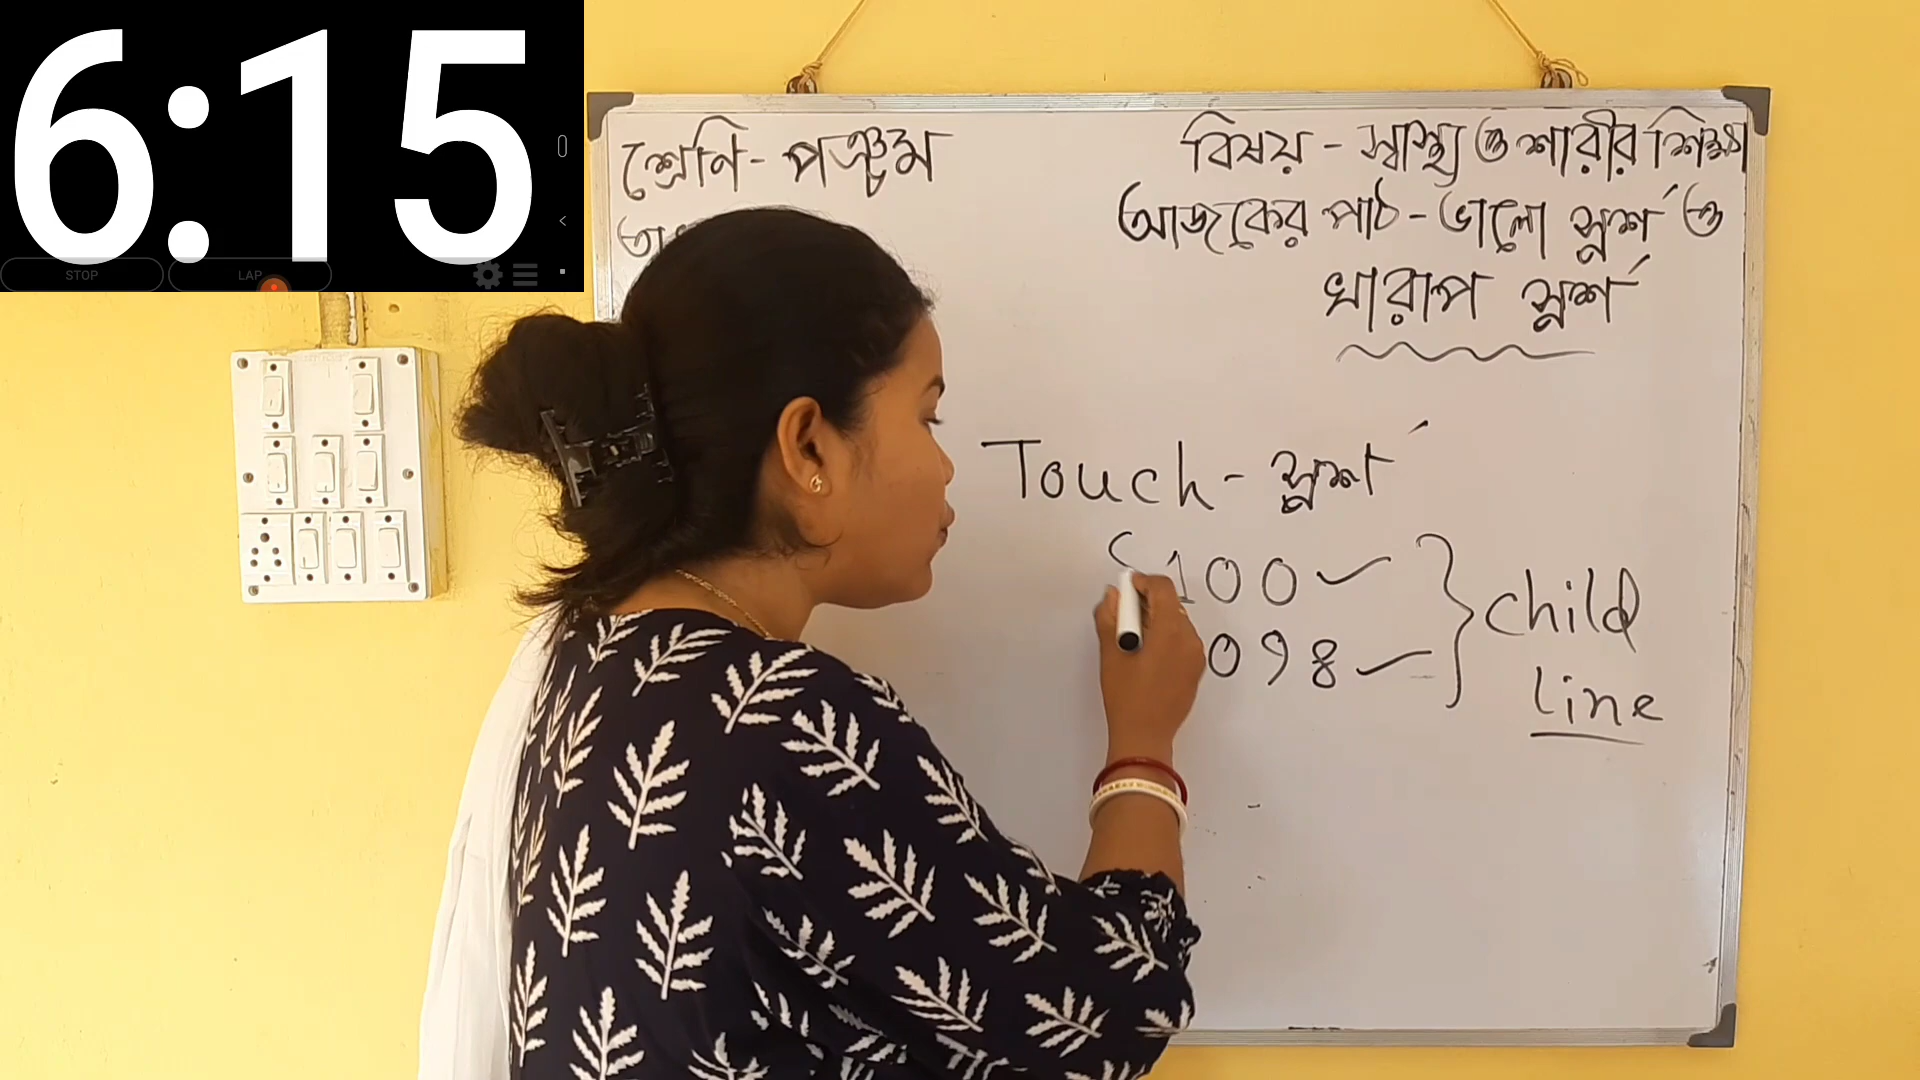 6:15
STOP LAP
শ্রেণি - পঞ্চম
বিষয় - স্বাস্থ্য ও শারীর শিক্ষা
আজকের পাঠ - ভালো স্পর্শ ও
খারাপ স্পর্শ
Touch - স্পর্শ
100
098
child
line